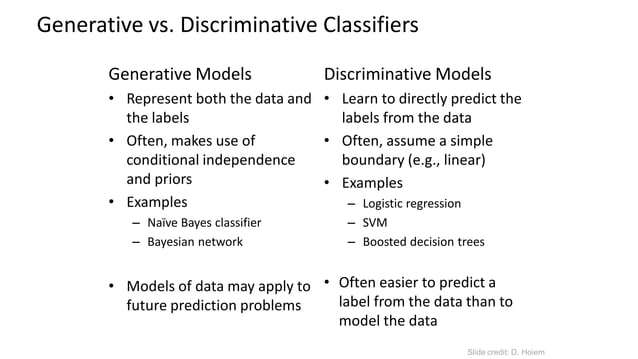 Generative vs. Discriminative Classifiers
Generative Models
• Represent both the data and
the labels
• Often, makes use of
conditional independence
and priors
• Examples
– Naïve Bayes classifier
– Bayesian network
• Models of data may apply to
future prediction problems
Discriminative Models
• Learn to directly predict the
labels from the data
• Often, assume a simple
boundary (e.g., linear)
• Examples
– Logistic regression
– SVM
– Boosted decision trees
• Often easier to predict a
label from the data than to
model the data
Slide credit: D. Hoiem